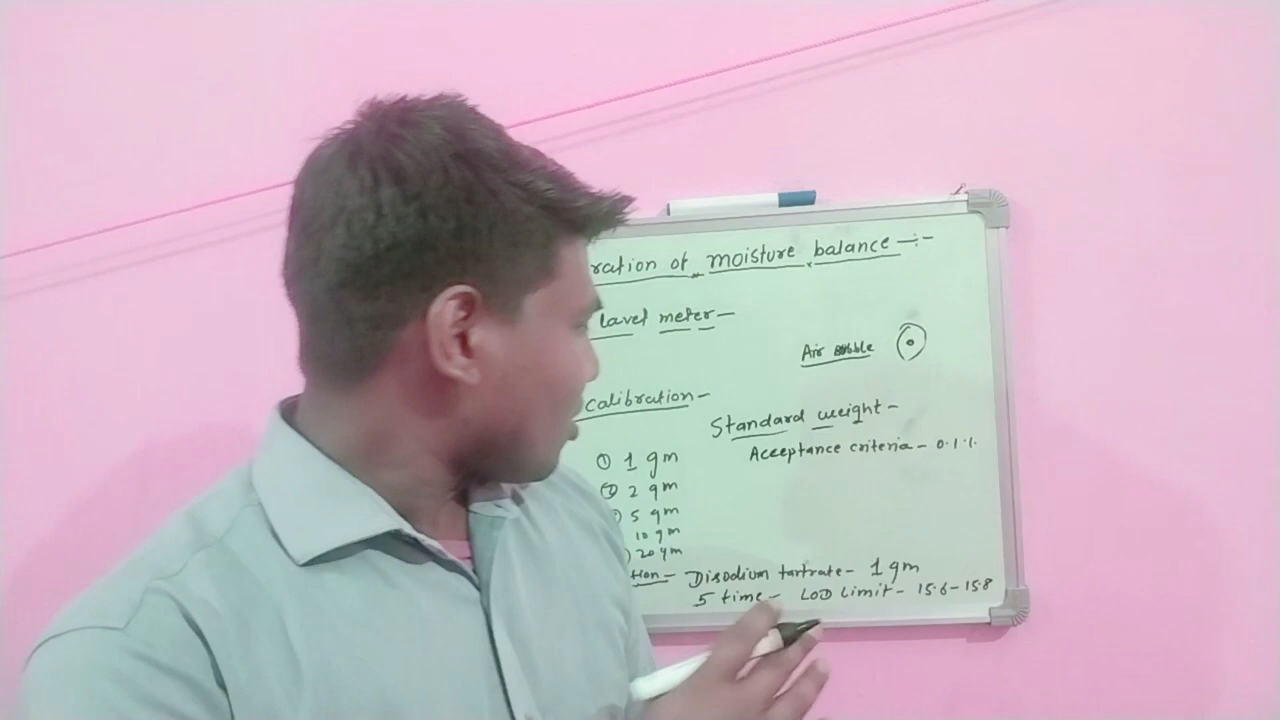 ration of moisture balance -:-
lavel meter-
Air bubble
calibration-
Standard weight-
Acceptance criteria - 0.1.%.
① 1 gm
② 2 gm
5 gm
10 gm
20 gm
tion- Disodium tartrate- 1 gm
5 time- LOD Limit- 15.6-15.8